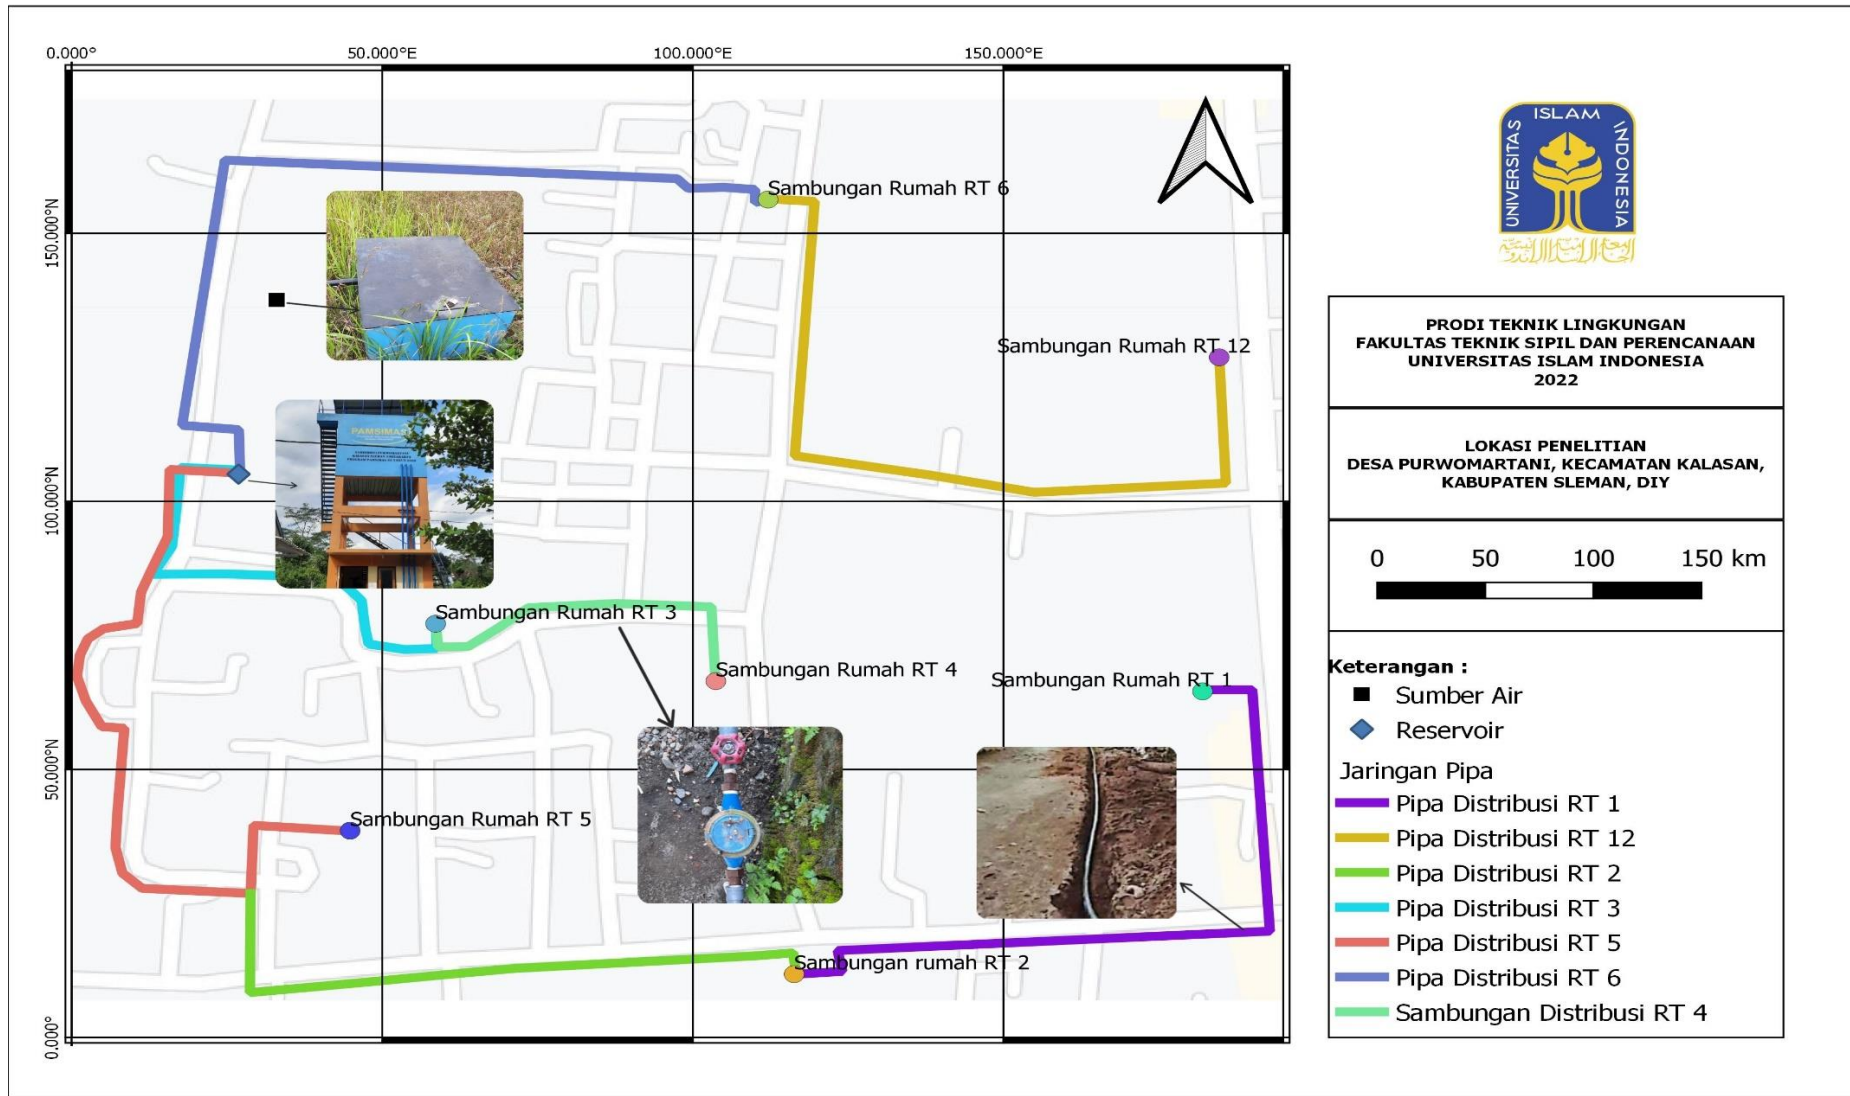 0.000°
50.000°E
100.000°E
150.000°E
150.000°N
100.000°N
50.000°N
0.000°
Sambungan Rumah RT 6
Sambungan Rumah RT 12
PAMSIMAS
Sambungan Rumah RT 3
Sambungan Rumah RT 4
Sambungan Rumah RT 1
Sambungan Rumah RT 5
Sambungan rumah RT 2
UNIVERSITAS ISLAM INDONESIA
PRODI TEKNIK LINGKUNGAN
FAKULTAS TEKNIK SIPIL DAN PERENCANAAN
UNIVERSITAS ISLAM INDONESIA
2022
LOKASI PENELITIAN
DESA PURWOMARTANI, KECAMATAN KALASAN,
KABUPATEN SLEMAN, DIY
0 50 100 150 km
Keterangan :
Sumber Air
Reservoir
Jaringan Pipa
Pipa Distribusi RT 1
Pipa Distribusi RT 12
Pipa Distribusi RT 2
Pipa Distribusi RT 3
Pipa Distribusi RT 5
Pipa Distribusi RT 6
Sambungan Distribusi RT 4